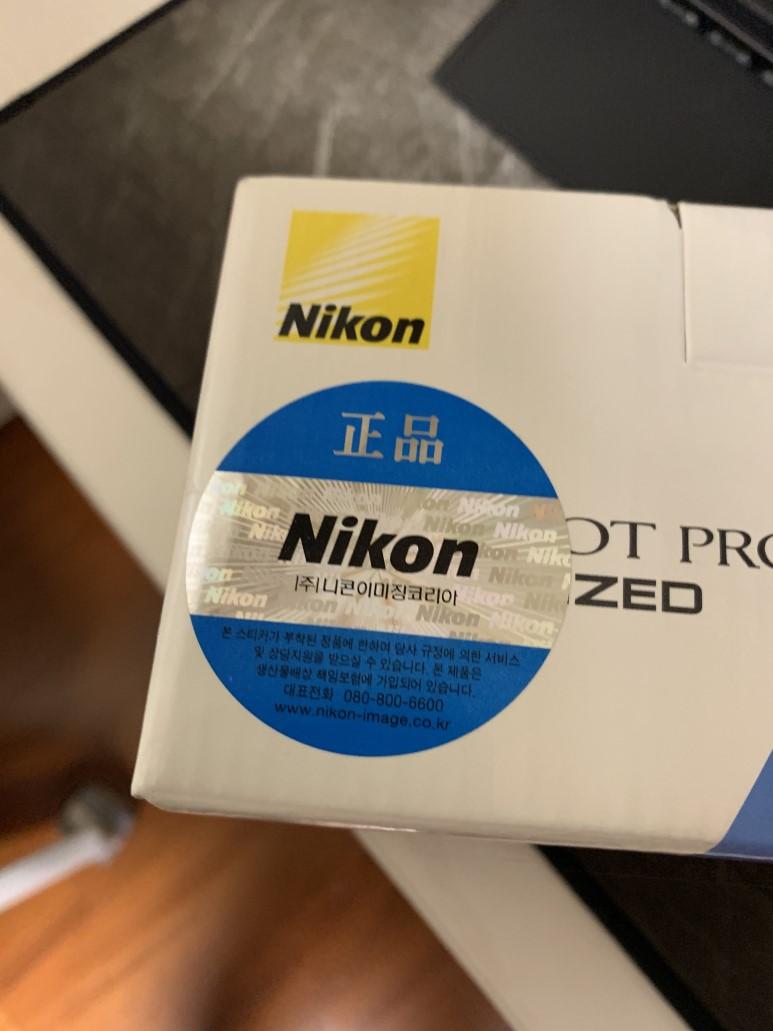 Nikon
正品
Nikon
(주)니콘이미징코리아
본 스티커가 부착된 정품에 한하여 당사 규정에 의한 서비스
및 상담지원을 받으실 수 있습니다. 본 제품은
생산물배상 책임보험에 가입되어 있습니다.
대표전화 080-800-6600
www.nikon-image.co.kr
OT PRO
ZED